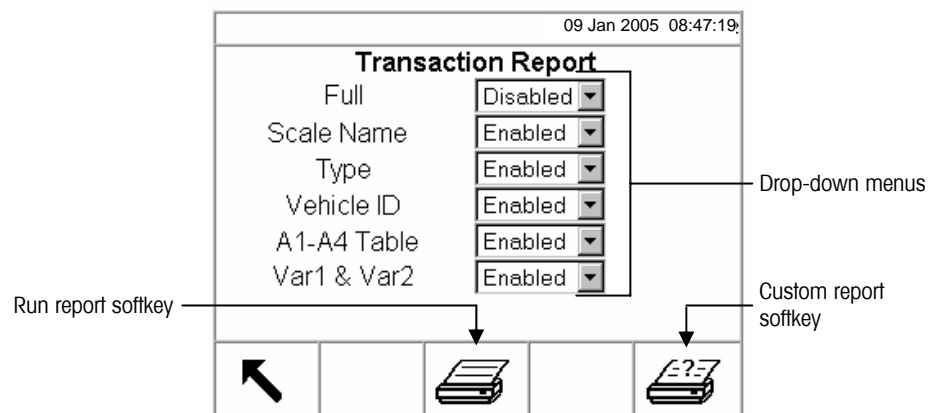 09 Jan 2005 08:47:19
Transaction Report
Full Disabled
Scale Name Enabled
Type Enabled
Vehicle ID Enabled
A1-A4 Table Enabled
Var1 & Var2 Enabled
Drop-down menus
Run report softkey
Custom report
softkey
-?-